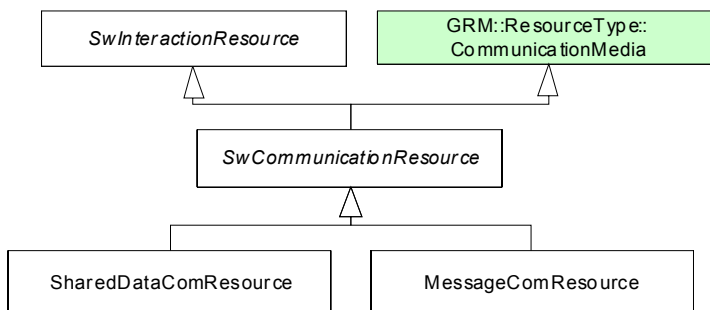 SwInteractionResource
GRM::ResourceType::
CommunicationMedia
SwCommunicationResource
SharedDataComResource
MessageComResource